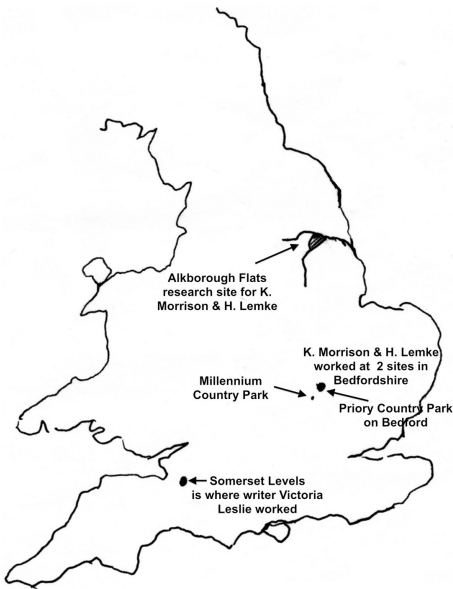 Alkborough Flats
research site for K.
Morrison & H. Lemke
K. Morrison & H. Lemke
worked at  2 sites in
Bedfordshire
Millennium
Country Park
Priory Country Park
on Bedford
Somerset Levels
is where writer Victoria
Leslie worked